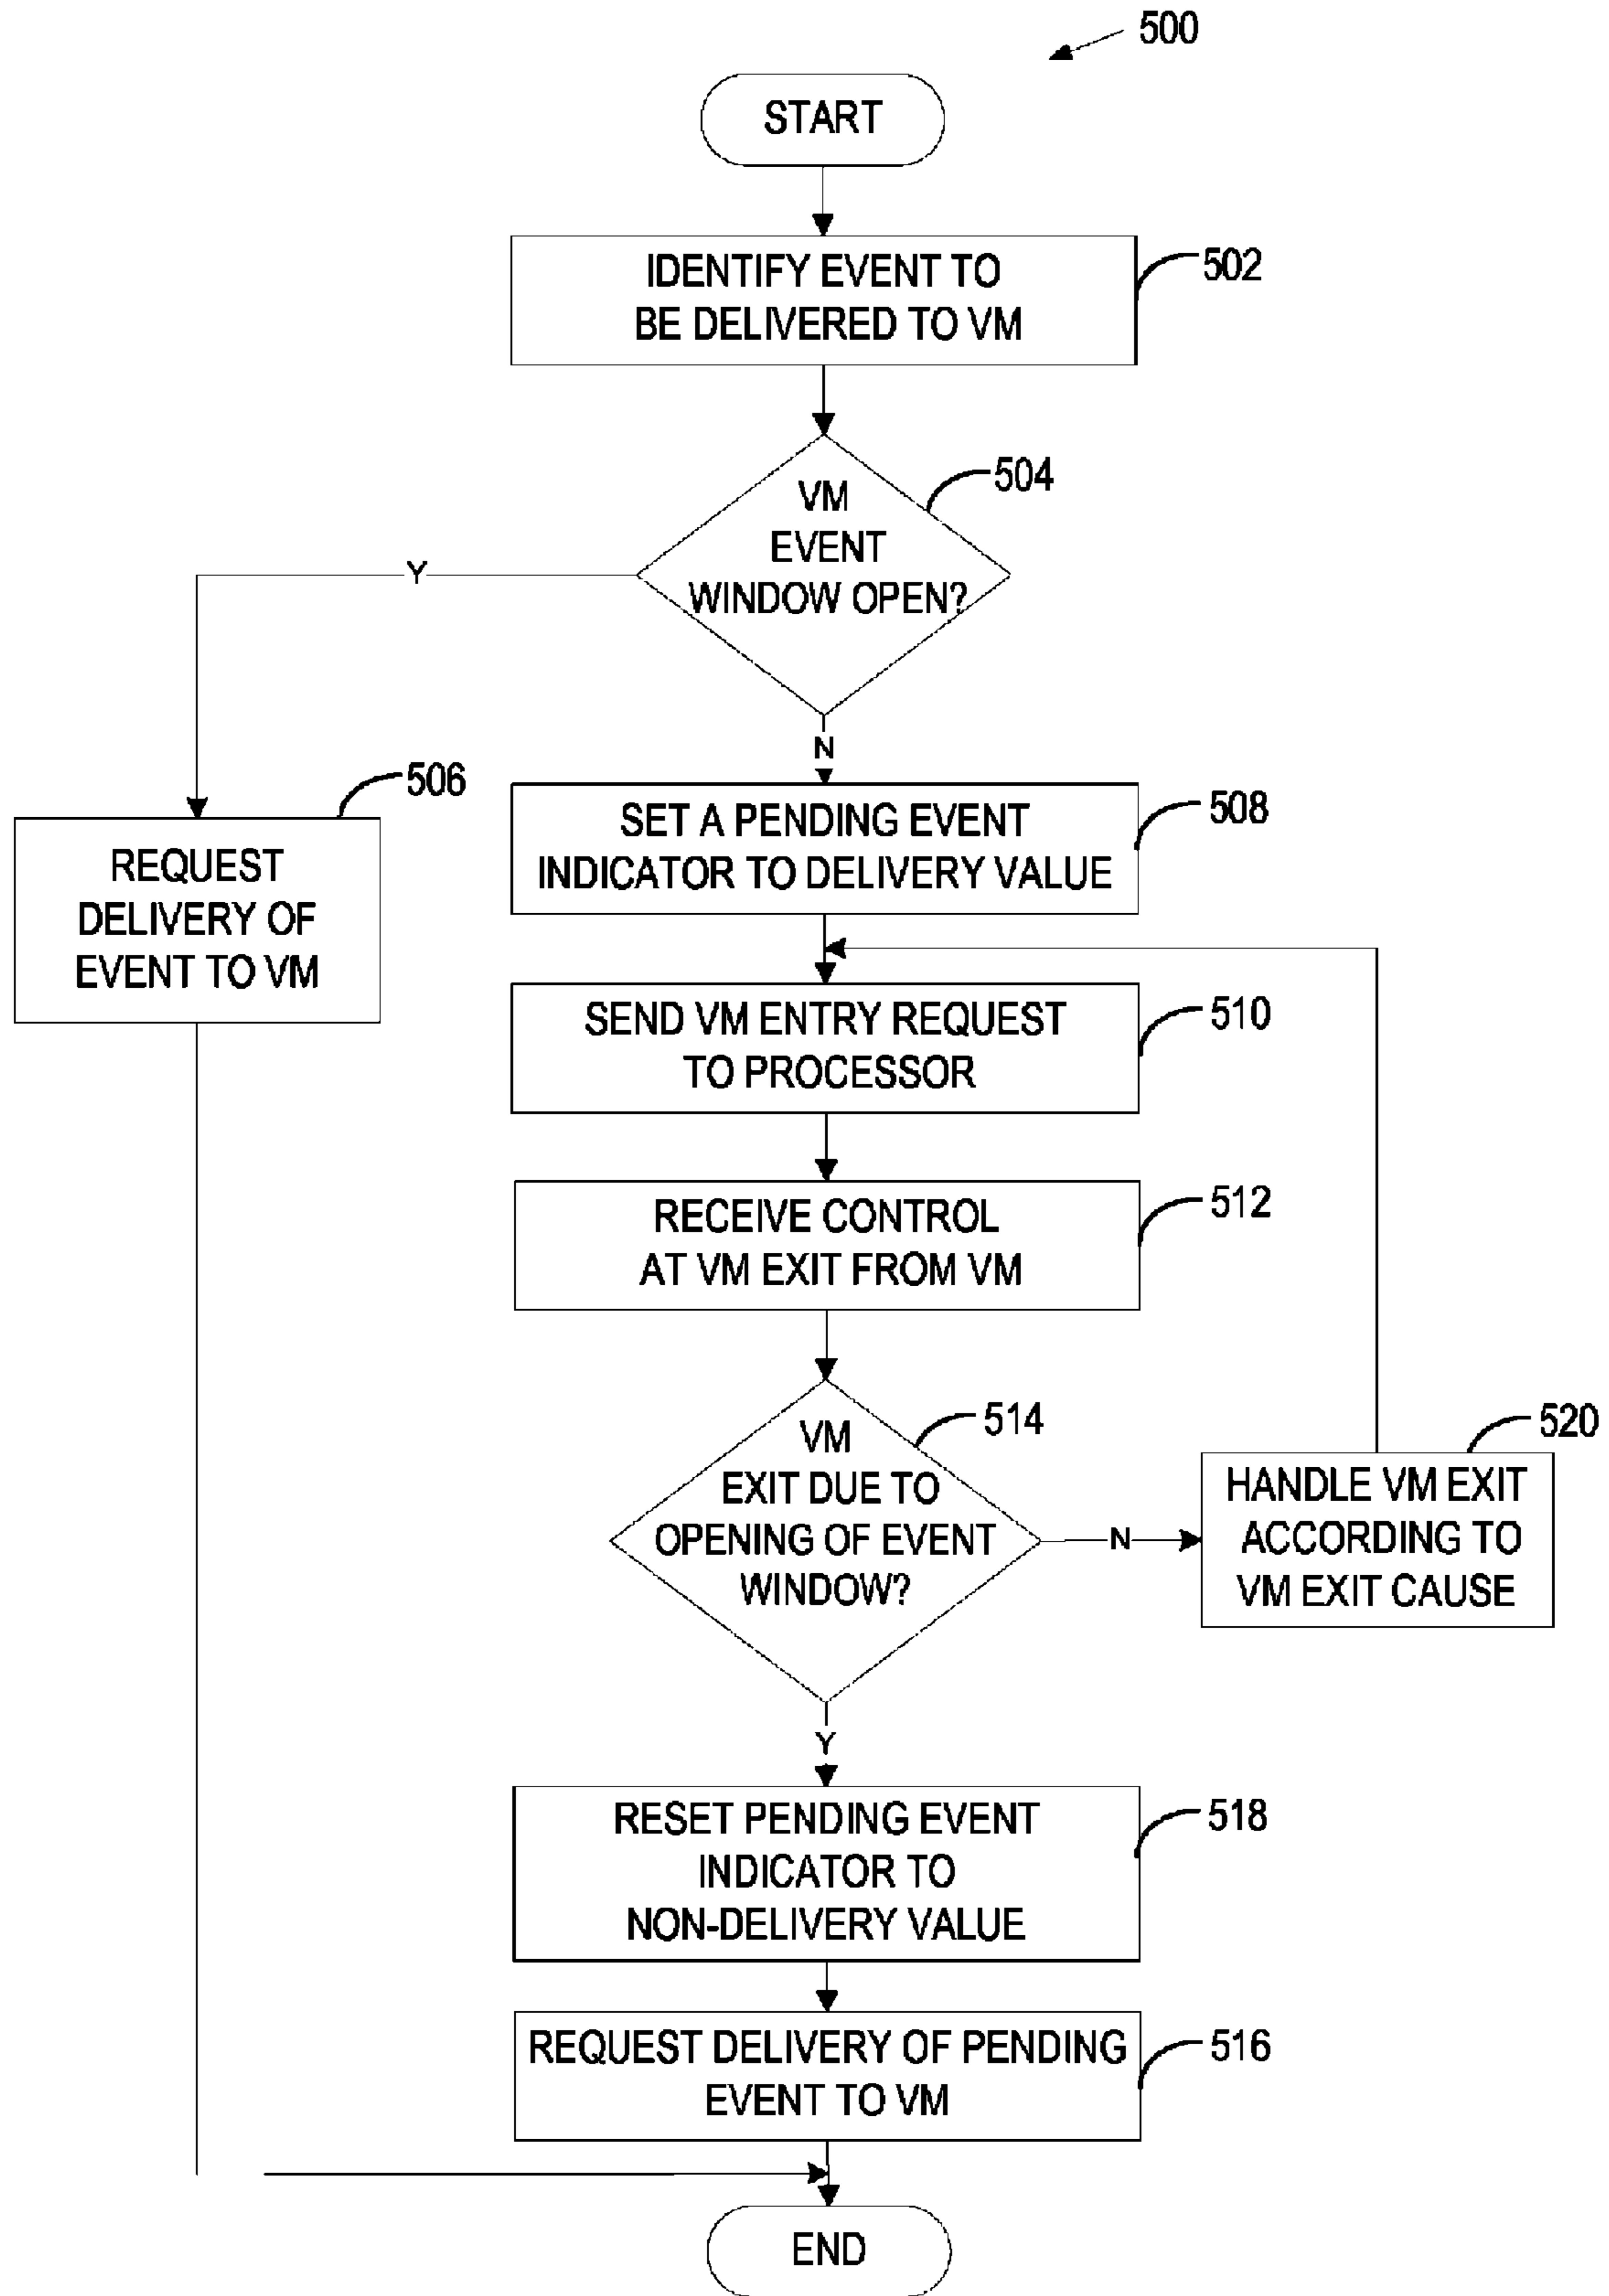 500
START
IDENTIFY EVENT TO
BE DELIVERED TO VM
502
VM
EVENT
WINDOW OPEN?
504
Y
N
506
REQUEST
DELIVERY OF
EVENT TO VM
SET A PENDING EVENT
INDICATOR TO DELIVERY VALUE
508
SEND VM ENTRY REQUEST
TO PROCESSOR
510
RECEIVE CONTROL
AT VM EXIT FROM VM
512
VM
EXIT DUE TO
OPENING OF EVENT
WINDOW?
514
N
520
HANDLE VM EXIT
ACCORDING TO
VM EXIT CAUSE
Y
RESET PENDING EVENT
INDICATOR TO
NON-DELIVERY VALUE
518
REQUEST DELIVERY OF PENDING
EVENT TO VM
516
END